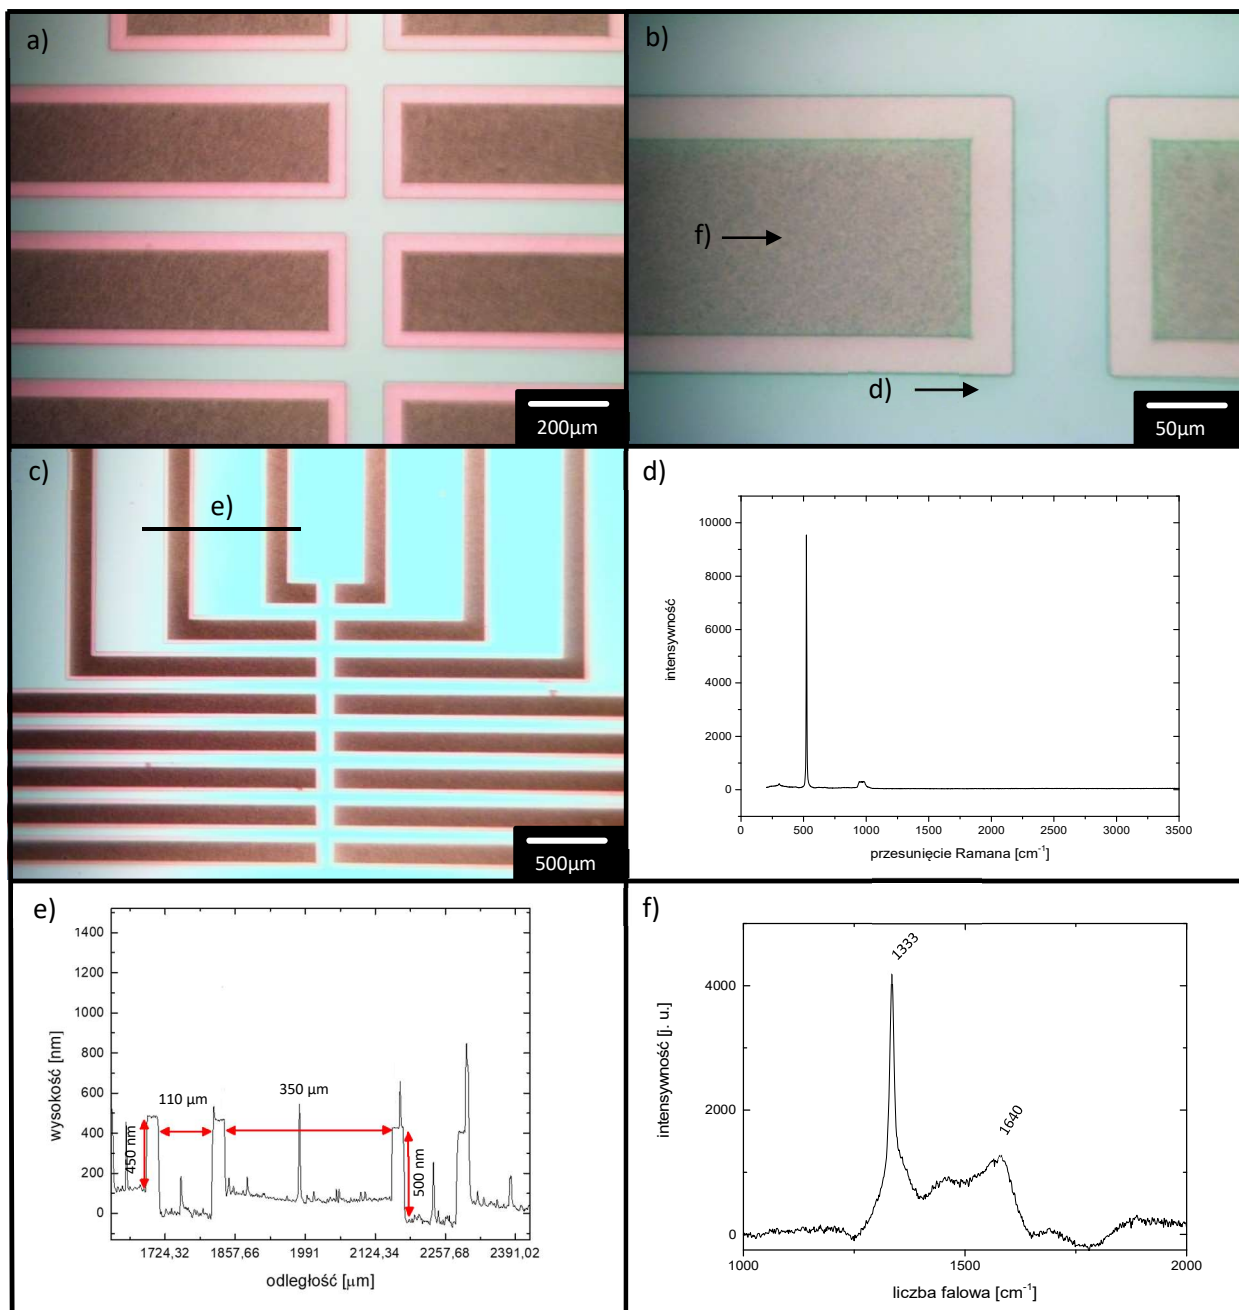 a)
200µm
b)
f)
d)
50µm
c)
e)
500µm
d)
intensywność
10000
8000
6000
4000
2000
0
0 500 1000 1500 2000 2500 3000 3500
przesunięcie Ramana [cm⁻¹]
e)
wysokość [nm]
1400
1200
1000
800
600
400
200
0
110 µm
350 µm
450 nm
500 nm
1724,32 1857,66 1991 2124,34 2257,68 2391,02
odległość [µm]
f)
intensywność [j. u.]
4000
2000
0
1333
1640
1000 1500 2000
liczba falowa [cm⁻¹]